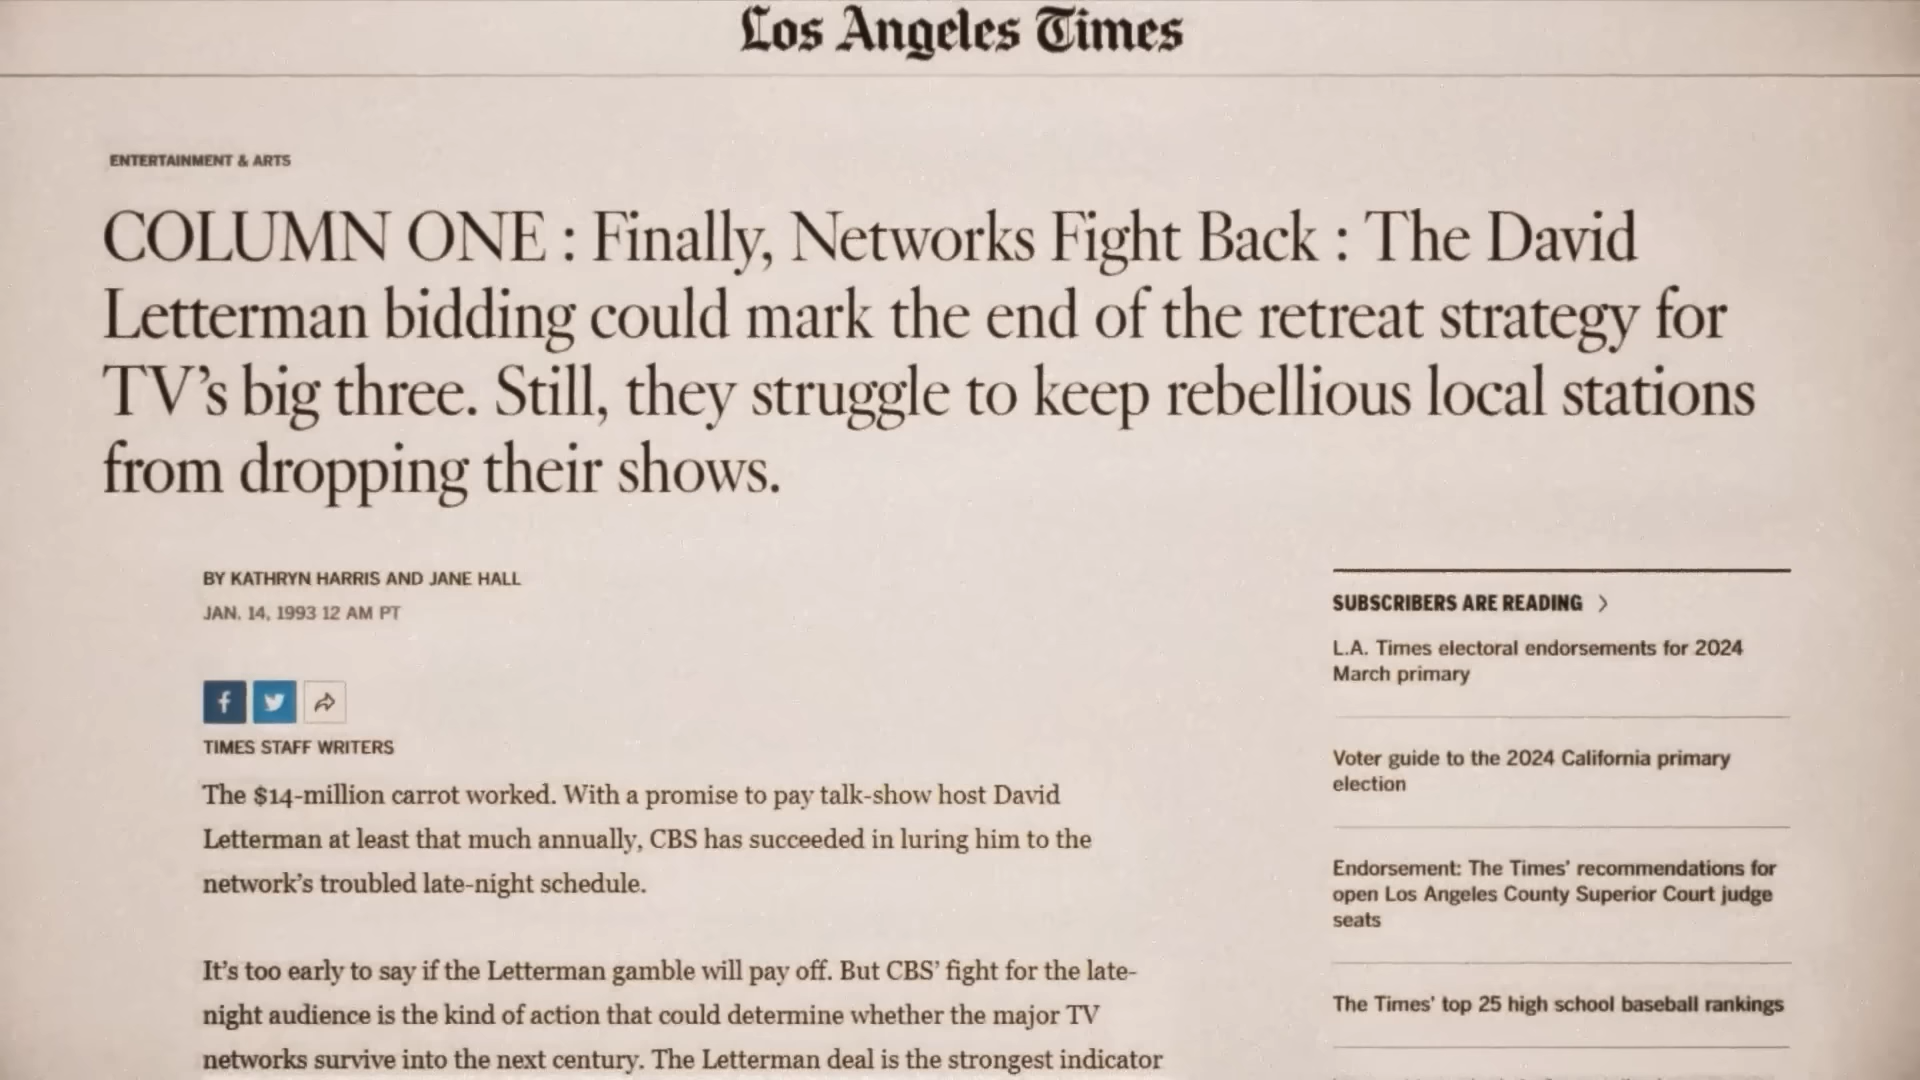 Los Angeles Times
ENTERTAINMENT & ARTS
COLUMN ONE : Finally, Networks Fight Back : The David
Letterman bidding could mark the end of the retreat strategy for
TV’s big three. Still, they struggle to keep rebellious local stations
from dropping their shows.
BY KATHRYN HARRIS AND JANE HALL
JAN. 14, 1993 12 AM PT
TIMES STAFF WRITERS
The $14-million carrot worked. With a promise to pay talk-show host David
Letterman at least that much annually, CBS has succeeded in luring him to the
network’s troubled late-night schedule.
It’s too early to say if the Letterman gamble will pay off. But CBS’ fight for the late-
night audience is the kind of action that could determine whether the major TV
networks survive into the next century. The Letterman deal is the strongest indicator
SUBSCRIBERS ARE READING
L.A. Times electoral endorsements for 2024
March primary
Voter guide to the 2024 California primary
election
Endorsement: The Times’ recommendations for
open Los Angeles County Superior Court judge
seats
The Times’ top 25 high school baseball rankings